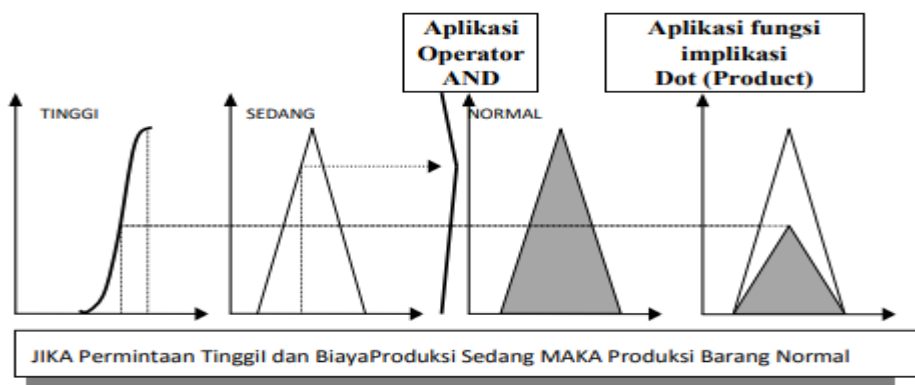 Aplikasi
Operator
AND
Aplikasi fungsi
implikasi
Dot (Product)
TINGGI
SEDANG
NORMAL
JIKA Permintaan TinggiI dan BiayaProduksi Sedang MAKA Produksi Barang Normal